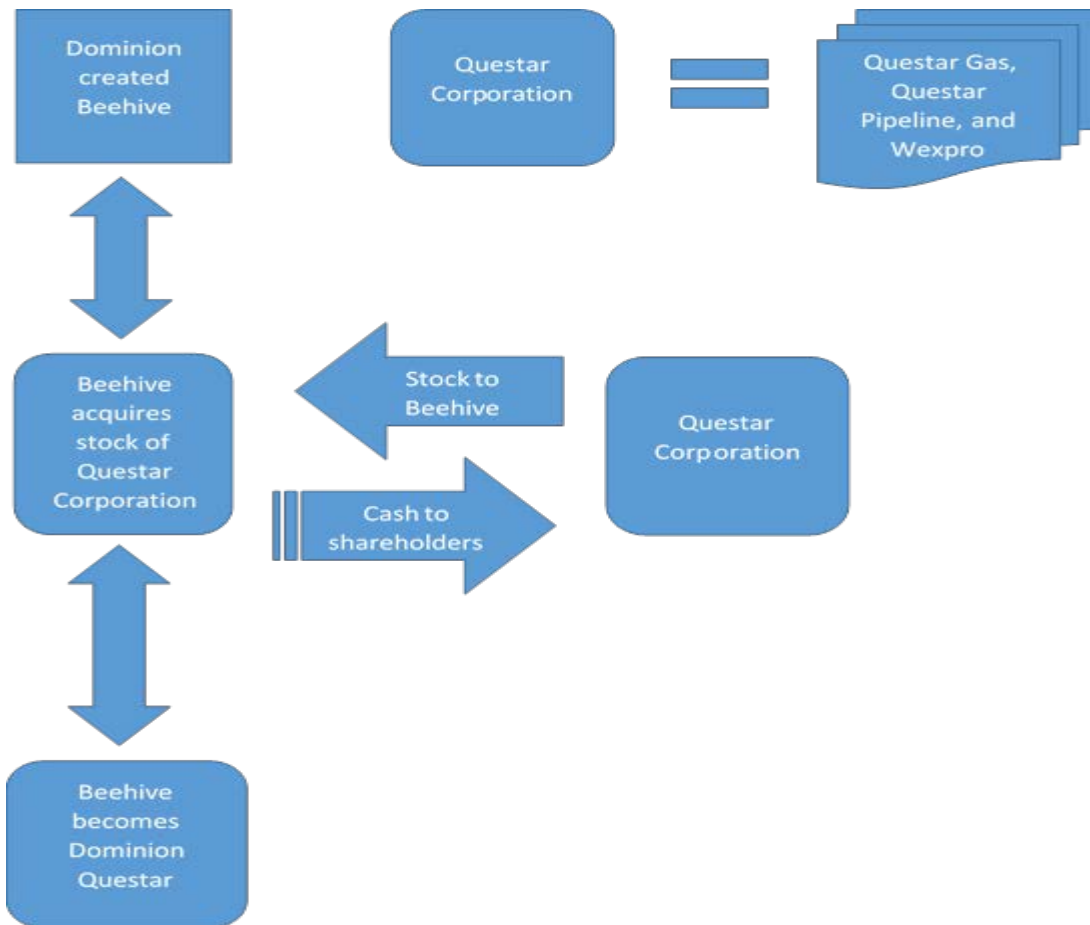 Dominion
created
Beehive
Questar
Corporation
Questar Gas,
Questar
Pipeline, and
Wexpro
Beehive
acquires
stock of
Questar
Corporation
Stock to
Beehive
Cash to
shareholders
Questar
Corporation
Beehive
becomes
Dominion
Questar